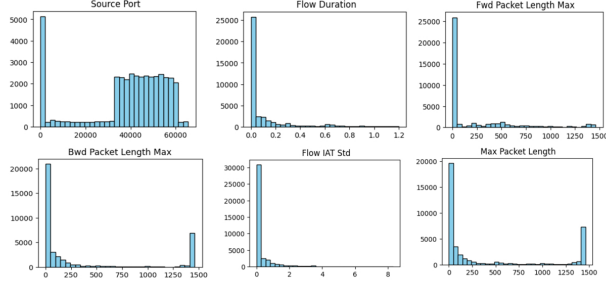 Source Port
5000
4000
3000
2000
1000
0
0 20000 40000 60000
Flow Duration
25000
20000
15000
10000
5000
0
0.0 0.2 0.4 0.6 0.8 1.0 1.2
Fwd Packet Length Max
25000
20000
15000
10000
5000
0
0 250 500 750 1000 1250 1500
Bwd Packet Length Max
20000
15000
10000
5000
0
0 250 500 750 1000 1250 1500
Flow IAT Std
30000
25000
20000
15000
10000
5000
0
0 2 4 6 8
Max Packet Length
20000
15000
10000
5000
0
0 250 500 750 1000 1250 1500